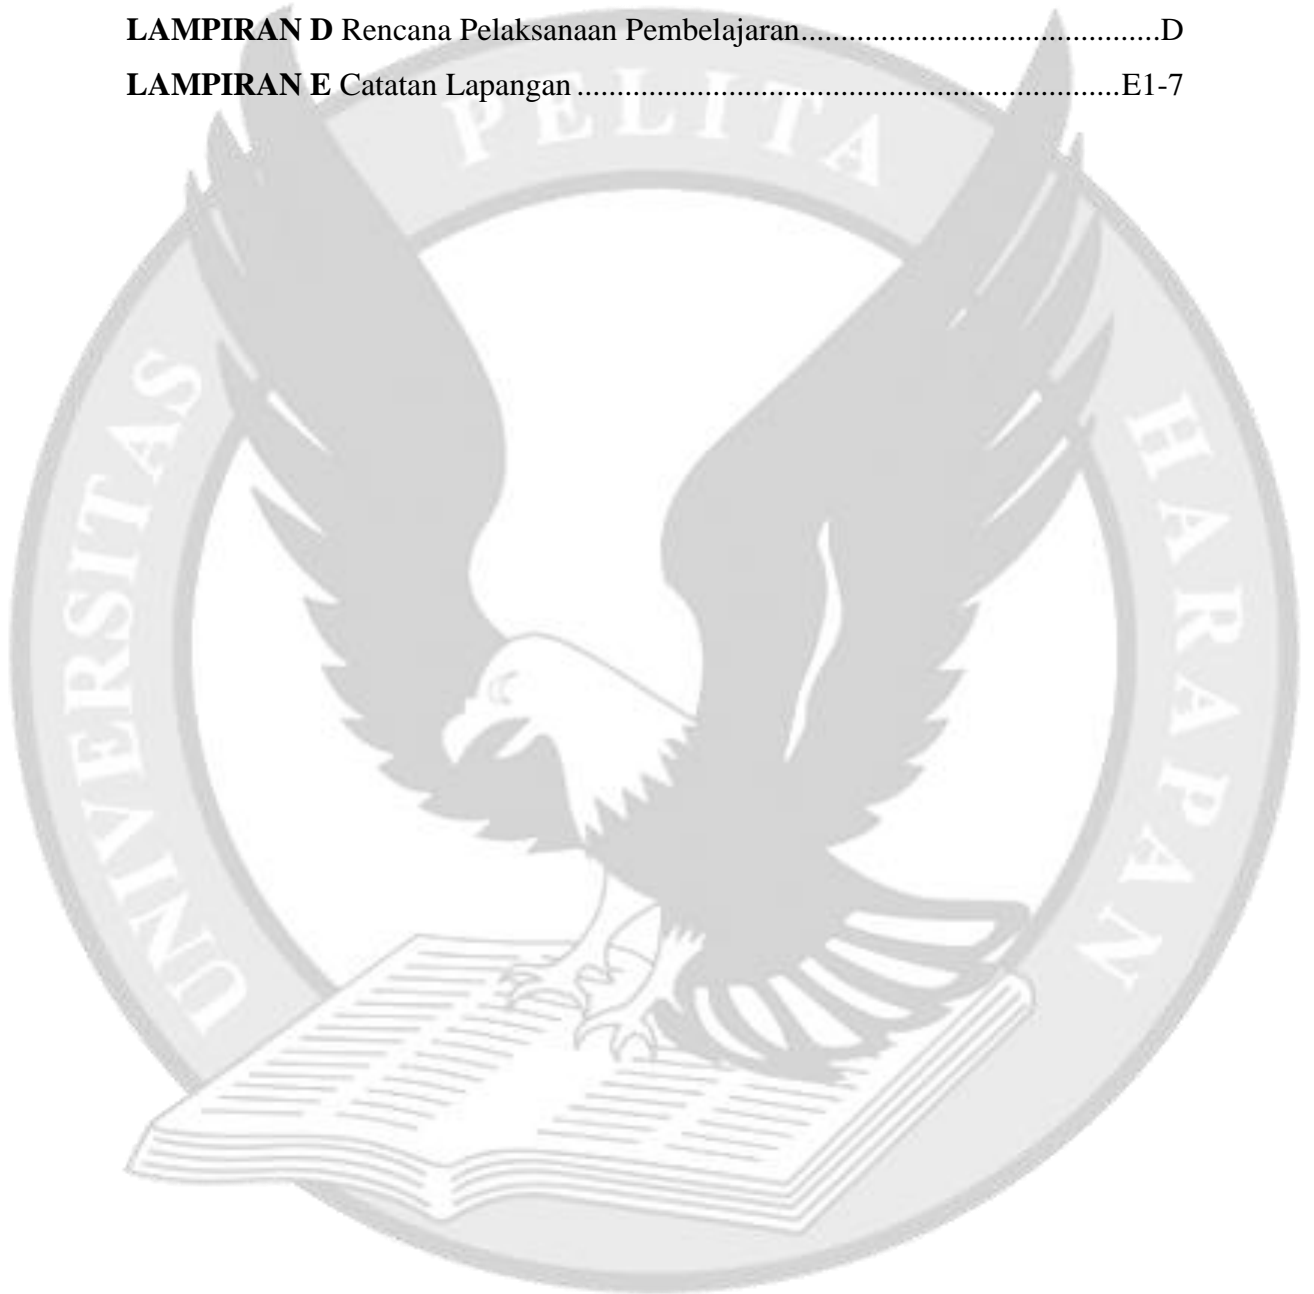 LAMPIRAN D Rencana Pelaksanaan Pembelajaran............................................D
LAMPIRAN E Catatan Lapangan ...................................................................E1-7
UNIVERSITAS PELITA HARAPAN